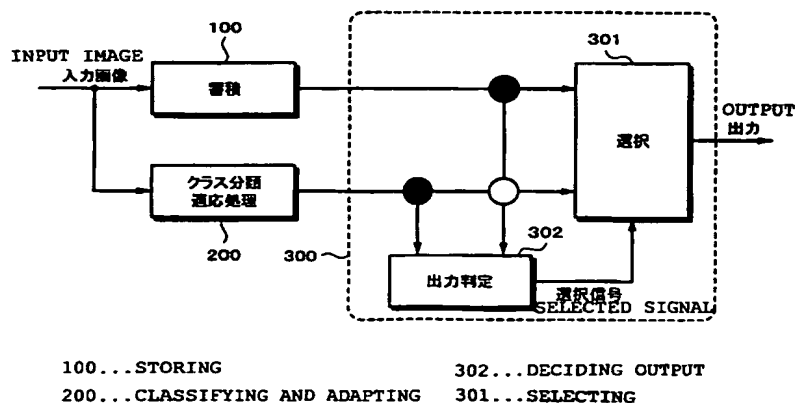 100
301
INPUT IMAGE
入力画像
蓄積
OUTPUT
出力
選択
クラス分類
適応処理
200
300
302
出力判定
選択信号
SELECTED SIGNAL
100...STORING
302...DECIDING OUTPUT
200...CLASSIFYING AND ADAPTING
301...SELECTING